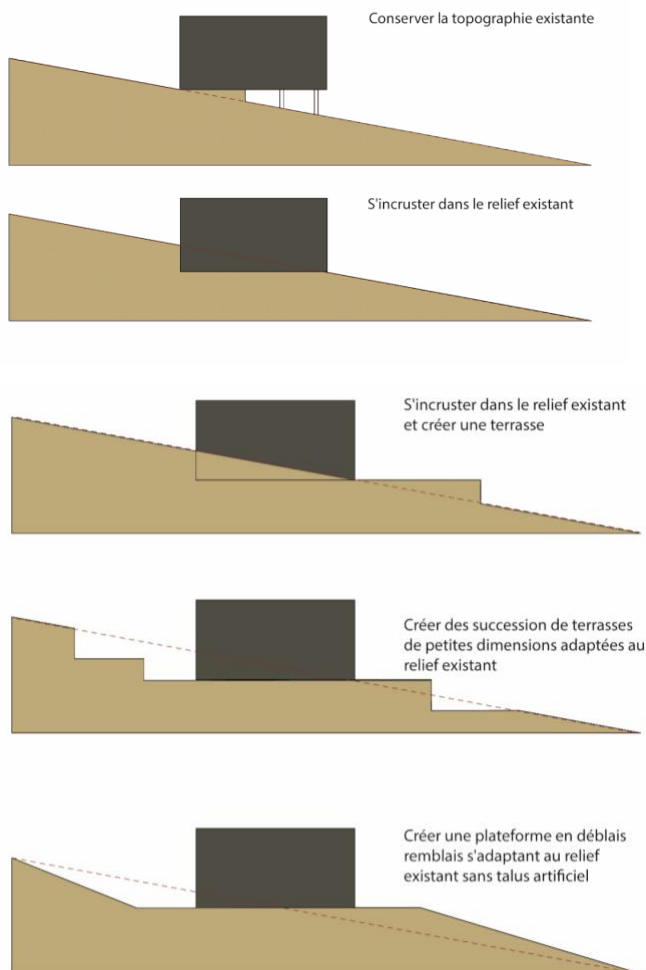 Conserver la topographie existante
S'incruster dans le relief existant
S'incruster dans le relief existant
et créer une terrasse
Créer des succession de terrasses
de petites dimensions adaptées au
relief existant
Créer une plateforme en déblais
remblais s'adaptant au relief
existant sans talus artificiel